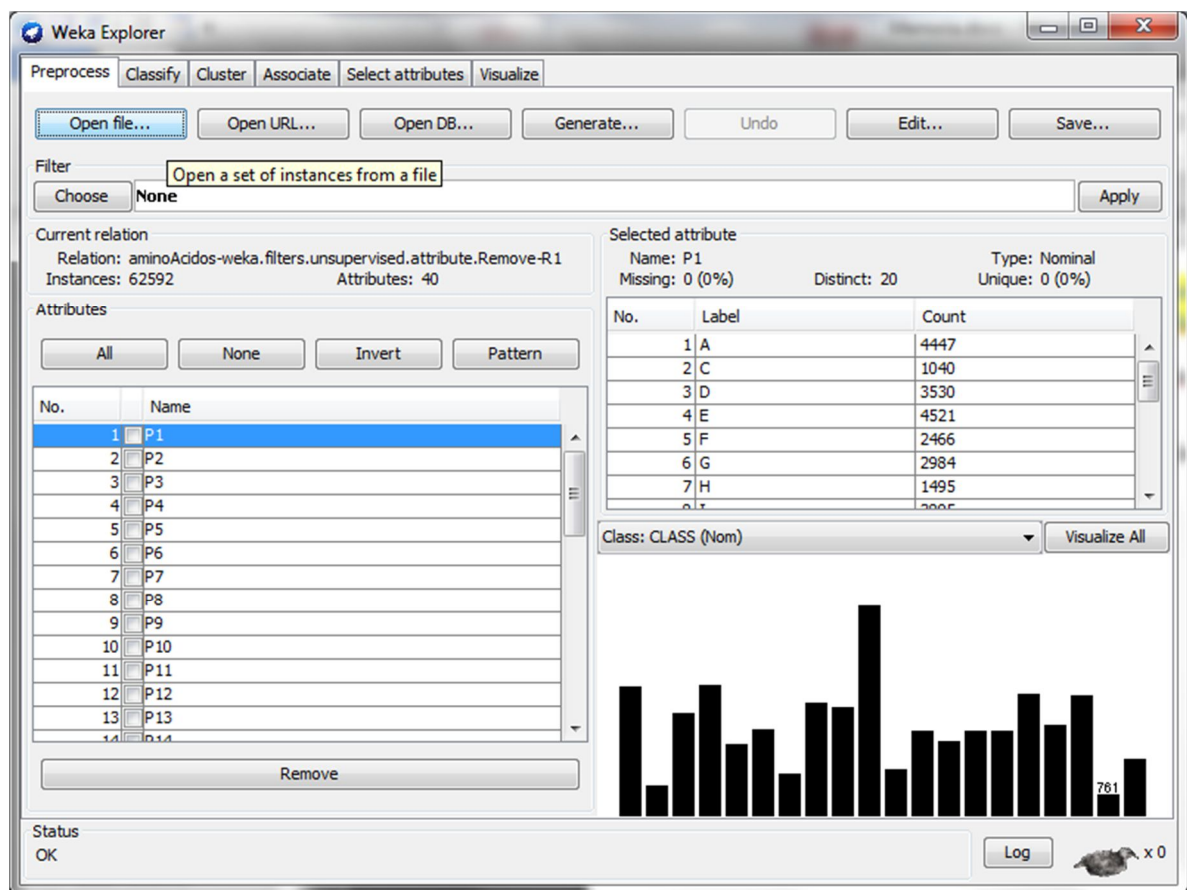 Weka Explorer
Preprocess Classify Cluster Associate Select attributes Visualize
Open file... Open URL... Open DB... Generate... Undo Edit... Save...
Filter
Open a set of instances from a file
Choose None Apply
Current relation
Relation: aminoAcidos-weka.filters.unsupervised.attribute.Remove-R1
Instances: 62592 Attributes: 40
Attributes
All None Invert Pattern
No. Name
1 P1
2 P2
3 P3
4 P4
5 P5
6 P6
7 P7
8 P8
9 P9
10 P10
11 P11
12 P12
13 P13
14 P14
Remove
Selected attribute
Name: P1 Type: Nominal
Missing: 0 (0%) Distinct: 20 Unique: 0 (0%)
No. Label Count
1 A 4447
2 C 1040
3 D 3530
4 E 4521
5 F 2466
6 G 2984
7 H 1495
Class: CLASS (Nom) Visualize All
761
Status
OK
Log x 0